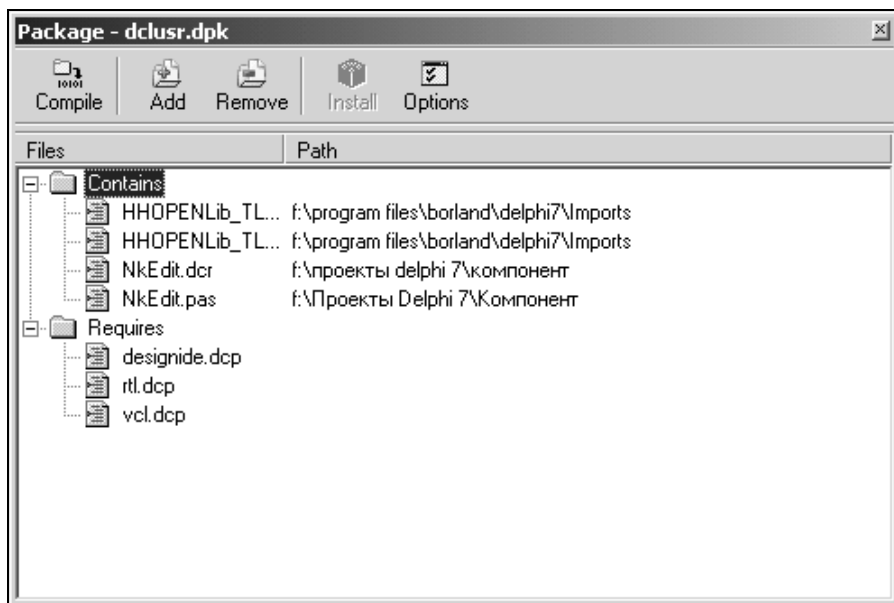 Package - dclusr.dpk
Compile Add Remove Install Options
Files Path
Contains
HHOPENLib_TL... f:\program files\borland\delphi7\Imports
HHOPENLib_TL... f:\program files\borland\delphi7\Imports
NkEdit.dcr f:\проекты delphi 7\компонент
NkEdit.pas f:\Проекты Delphi 7\Компонент
Requires
designide.dcp
rtl.dcp
vcl.dcp